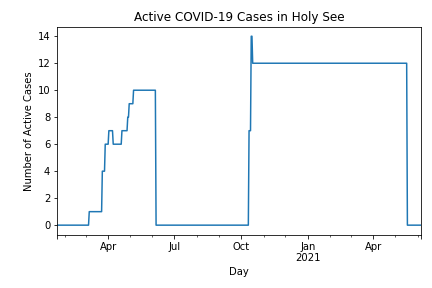 Active COVID-19 Cases in Holy See
Number of Active Cases
14
12
10
8
6
4
2
0
Apr Jul Oct Jan Apr
2021
Day